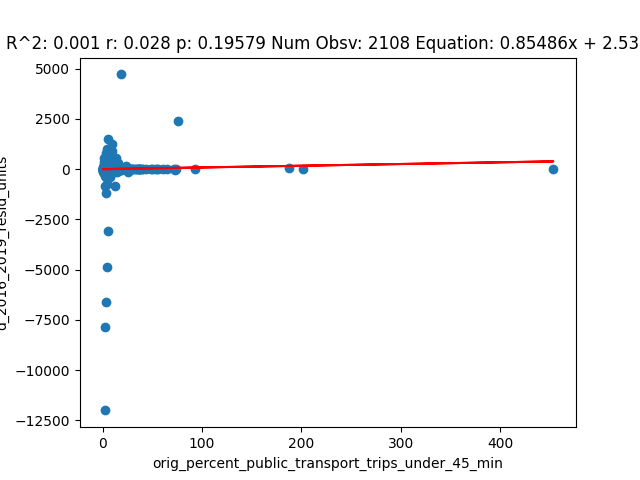 R^2: 0.001 r: 0.028 p: 0.19579 Num Obsv: 2108 Equation: 0.85486x + 2.53
5000
2500
0
−2500
−5000
−7500
−10000
−12500
d_2016_2019_resid_units
0 100 200 300 400
orig_percent_public_transport_trips_under_45_min